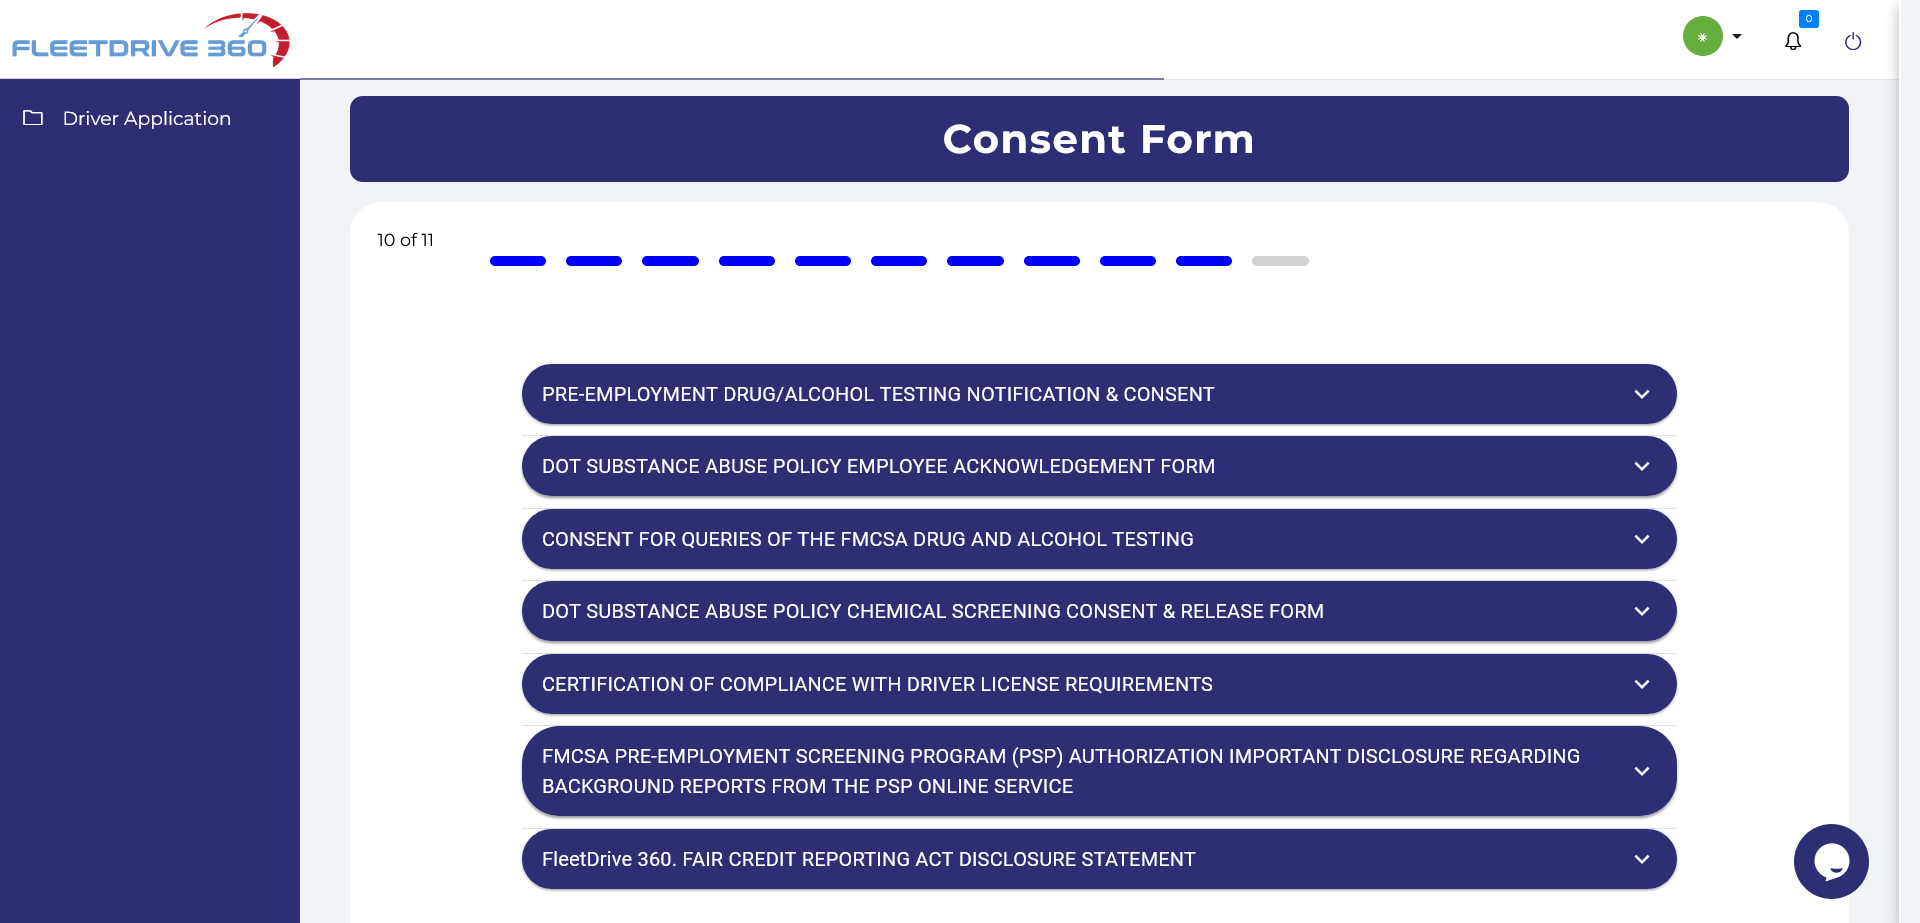 FLEETDRIVE 360
0
Driver Application
Consent Form
10 of 11
PRE-EMPLOYMENT DRUG/ALCOHOL TESTING NOTIFICATION & CONSENT
DOT SUBSTANCE ABUSE POLICY EMPLOYEE ACKNOWLEDGEMENT FORM
CONSENT FOR QUERIES OF THE FMCSA DRUG AND ALCOHOL TESTING
DOT SUBSTANCE ABUSE POLICY CHEMICAL SCREENING CONSENT & RELEASE FORM
CERTIFICATION OF COMPLIANCE WITH DRIVER LICENSE REQUIREMENTS
FMCSA PRE-EMPLOYMENT SCREENING PROGRAM (PSP) AUTHORIZATION IMPORTANT DISCLOSURE REGARDING
BACKGROUND REPORTS FROM THE PSP ONLINE SERVICE
FleetDrive 360. FAIR CREDIT REPORTING ACT DISCLOSURE STATEMENT